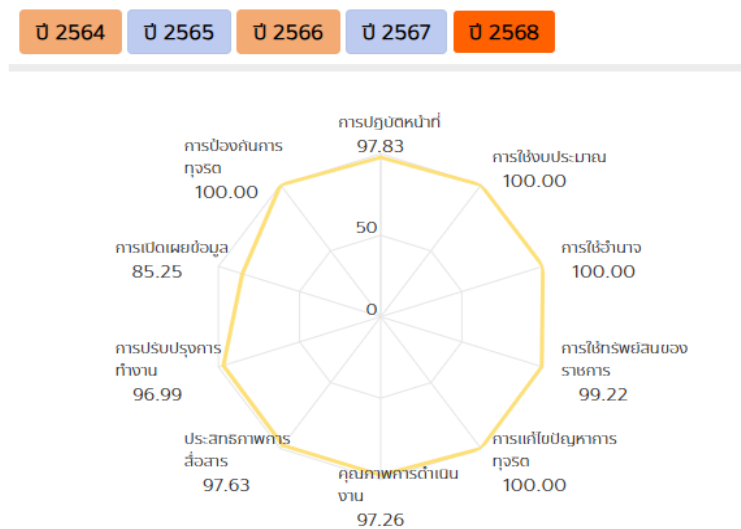 ปี 2564 ปี 2565 ปี 2566 ปี 2567 ปี 2568
การปฏิบัติหน้าที่
97.83
การใช้งบประมาณ
100.00
การใช้อำนาจ
100.00
การใช้ทรัพย์สินของ
ราชการ
99.22
การแก้ไขปัญหาการ
ทุจริต
100.00
คุณภาพการดำเนิน
งาน
97.26
ประสิทธิภาพการ
สื่อสาร
97.63
การปรับปรุงการ
ทำงาน
96.99
การเปิดเผยข้อมูล
85.25
การป้องกันการ
ทุจริต
100.00
50
0